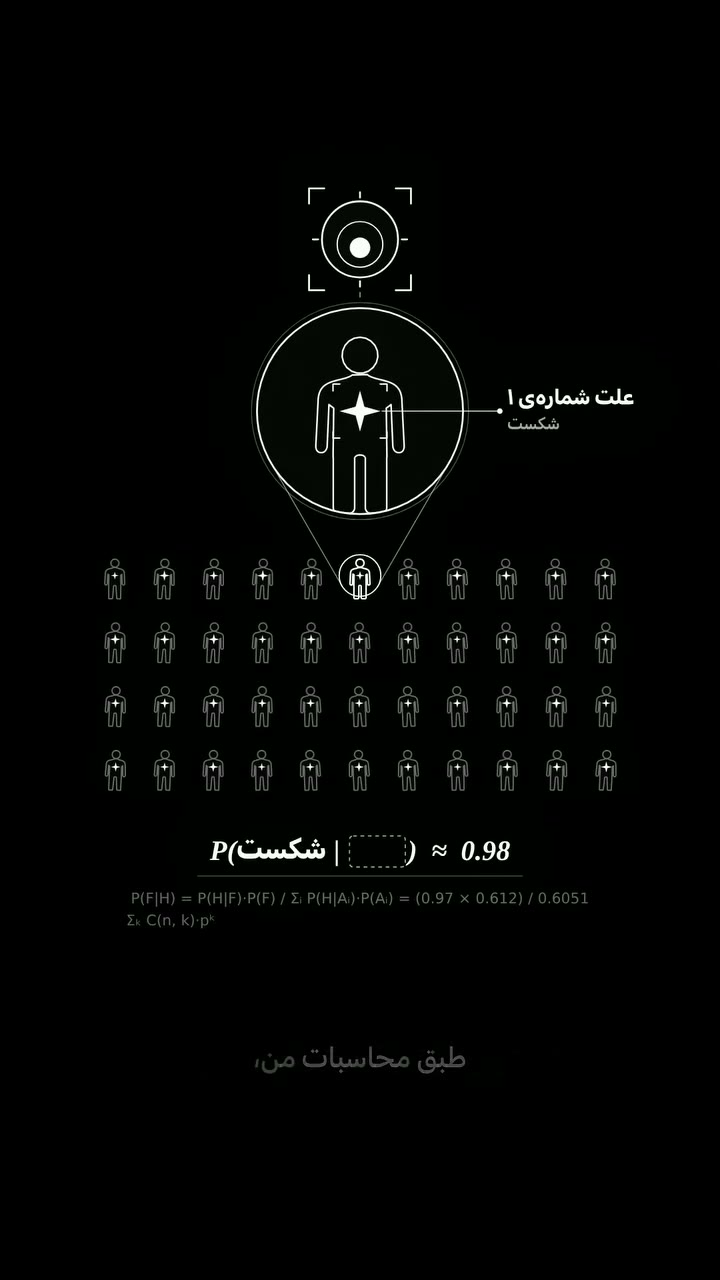 علت شماره‌ی ۱
شکست
P(شکست | ) ≈ 0.98
P(F|H) = P(H|F)·P(F) / Σᵢ P(H|Aᵢ)·P(Aᵢ) = (0.97 × 0.612) / 0.6051
Σₖ C(n, k)·pᵏ
طبق محاسبات من،